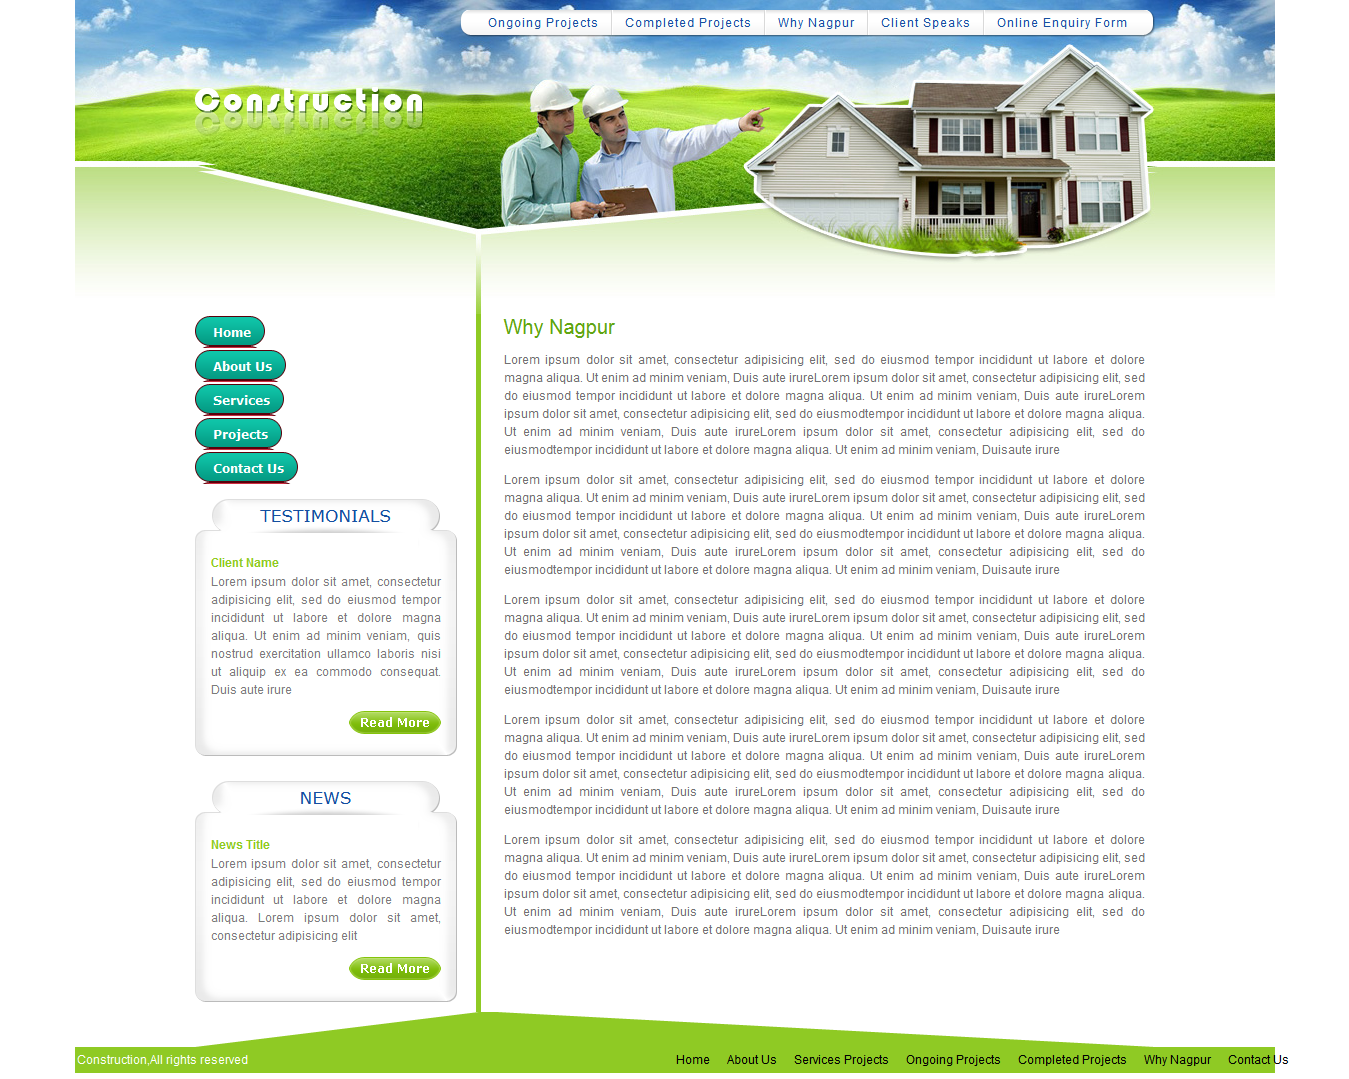 Ongoing Projects
Completed Projects
Why Nagpur
Client Speaks
Online Enquiry Form
Construction
Home
About Us
Services
Projects
Contact Us
TESTIMONIALS
Client Name
Lorem ipsum dolor sit amet, consectetur
adipisicing elit, sed do eiusmod tempor
incididunt ut labore et dolore magna
aliqua. Ut enim ad minim veniam, quis
nostrud exercitation ullamco laboris nisi
ut aliquip ex ea commodo consequat.
Duis aute irure
Read More
NEWS
News Title
Lorem ipsum dolor sit amet, consectetur
adipisicing elit, sed do eiusmod tempor
incididunt ut labore et dolore magna
aliqua. Lorem ipsum dolor sit amet,
consectetur adipisicing elit
Read More
Why Nagpur
Lorem ipsum dolor sit amet, consectetur adipisicing elit, sed do eiusmod tempor incididunt ut labore et dolore
magna aliqua. Ut enim ad minim veniam, Duis aute irureLorem ipsum dolor sit amet, consectetur adipisicing elit, sed
do eiusmod tempor incididunt ut labore et dolore magna aliqua. Ut enim ad minim veniam, Duis aute irureLorem
ipsum dolor sit amet, consectetur adipisicing elit, sed do eiusmodtempor incididunt ut labore et dolore magna aliqua.
Ut enim ad minim veniam, Duis aute irureLorem ipsum dolor sit amet, consectetur adipisicing elit, sed do
eiusmodtempor incididunt ut labore et dolore magna aliqua. Ut enim ad minim veniam, Duisaute irure
Lorem ipsum dolor sit amet, consectetur adipisicing elit, sed do eiusmod tempor incididunt ut labore et dolore
magna aliqua. Ut enim ad minim veniam, Duis aute irureLorem ipsum dolor sit amet, consectetur adipisicing elit, sed
do eiusmod tempor incididunt ut labore et dolore magna aliqua. Ut enim ad minim veniam, Duis aute irureLorem
ipsum dolor sit amet, consectetur adipisicing elit, sed do eiusmodtempor incididunt ut labore et dolore magna aliqua.
Ut enim ad minim veniam, Duis aute irureLorem ipsum dolor sit amet, consectetur adipisicing elit, sed do
eiusmodtempor incididunt ut labore et dolore magna aliqua. Ut enim ad minim veniam, Duisaute irure
Lorem ipsum dolor sit amet, consectetur adipisicing elit, sed do eiusmod tempor incididunt ut labore et dolore
magna aliqua. Ut enim ad minim veniam, Duis aute irureLorem ipsum dolor sit amet, consectetur adipisicing elit, sed
do eiusmod tempor incididunt ut labore et dolore magna aliqua. Ut enim ad minim veniam, Duis aute irureLorem
ipsum dolor sit amet, consectetur adipisicing elit, sed do eiusmodtempor incididunt ut labore et dolore magna aliqua.
Ut enim ad minim veniam, Duis aute irureLorem ipsum dolor sit amet, consectetur adipisicing elit, sed do
eiusmodtempor incididunt ut labore et dolore magna aliqua. Ut enim ad minim veniam, Duisaute irure
Lorem ipsum dolor sit amet, consectetur adipisicing elit, sed do eiusmod tempor incididunt ut labore et dolore
magna aliqua. Ut enim ad minim veniam, Duis aute irureLorem ipsum dolor sit amet, consectetur adipisicing elit, sed
do eiusmod tempor incididunt ut labore et dolore magna aliqua. Ut enim ad minim veniam, Duis aute irureLorem
ipsum dolor sit amet, consectetur adipisicing elit, sed do eiusmodtempor incididunt ut labore et dolore magna aliqua.
Ut enim ad minim veniam, Duis aute irureLorem ipsum dolor sit amet, consectetur adipisicing elit, sed do
eiusmodtempor incididunt ut labore et dolore magna aliqua. Ut enim ad minim veniam, Duisaute irure
Lorem ipsum dolor sit amet, consectetur adipisicing elit, sed do eiusmod tempor incididunt ut labore et dolore
magna aliqua. Ut enim ad minim veniam, Duis aute irureLorem ipsum dolor sit amet, consectetur adipisicing elit, sed
do eiusmod tempor incididunt ut labore et dolore magna aliqua. Ut enim ad minim veniam, Duis aute irureLorem
ipsum dolor sit amet, consectetur adipisicing elit, sed do eiusmodtempor incididunt ut labore et dolore magna aliqua.
Ut enim ad minim veniam, Duis aute irureLorem ipsum dolor sit amet, consectetur adipisicing elit, sed do
eiusmodtempor incididunt ut labore et dolore magna aliqua. Ut enim ad minim veniam, Duisaute irure
Construction,All rights reserved
Home About Us Services Projects Ongoing Projects Completed Projects Why Nagpur Contact Us